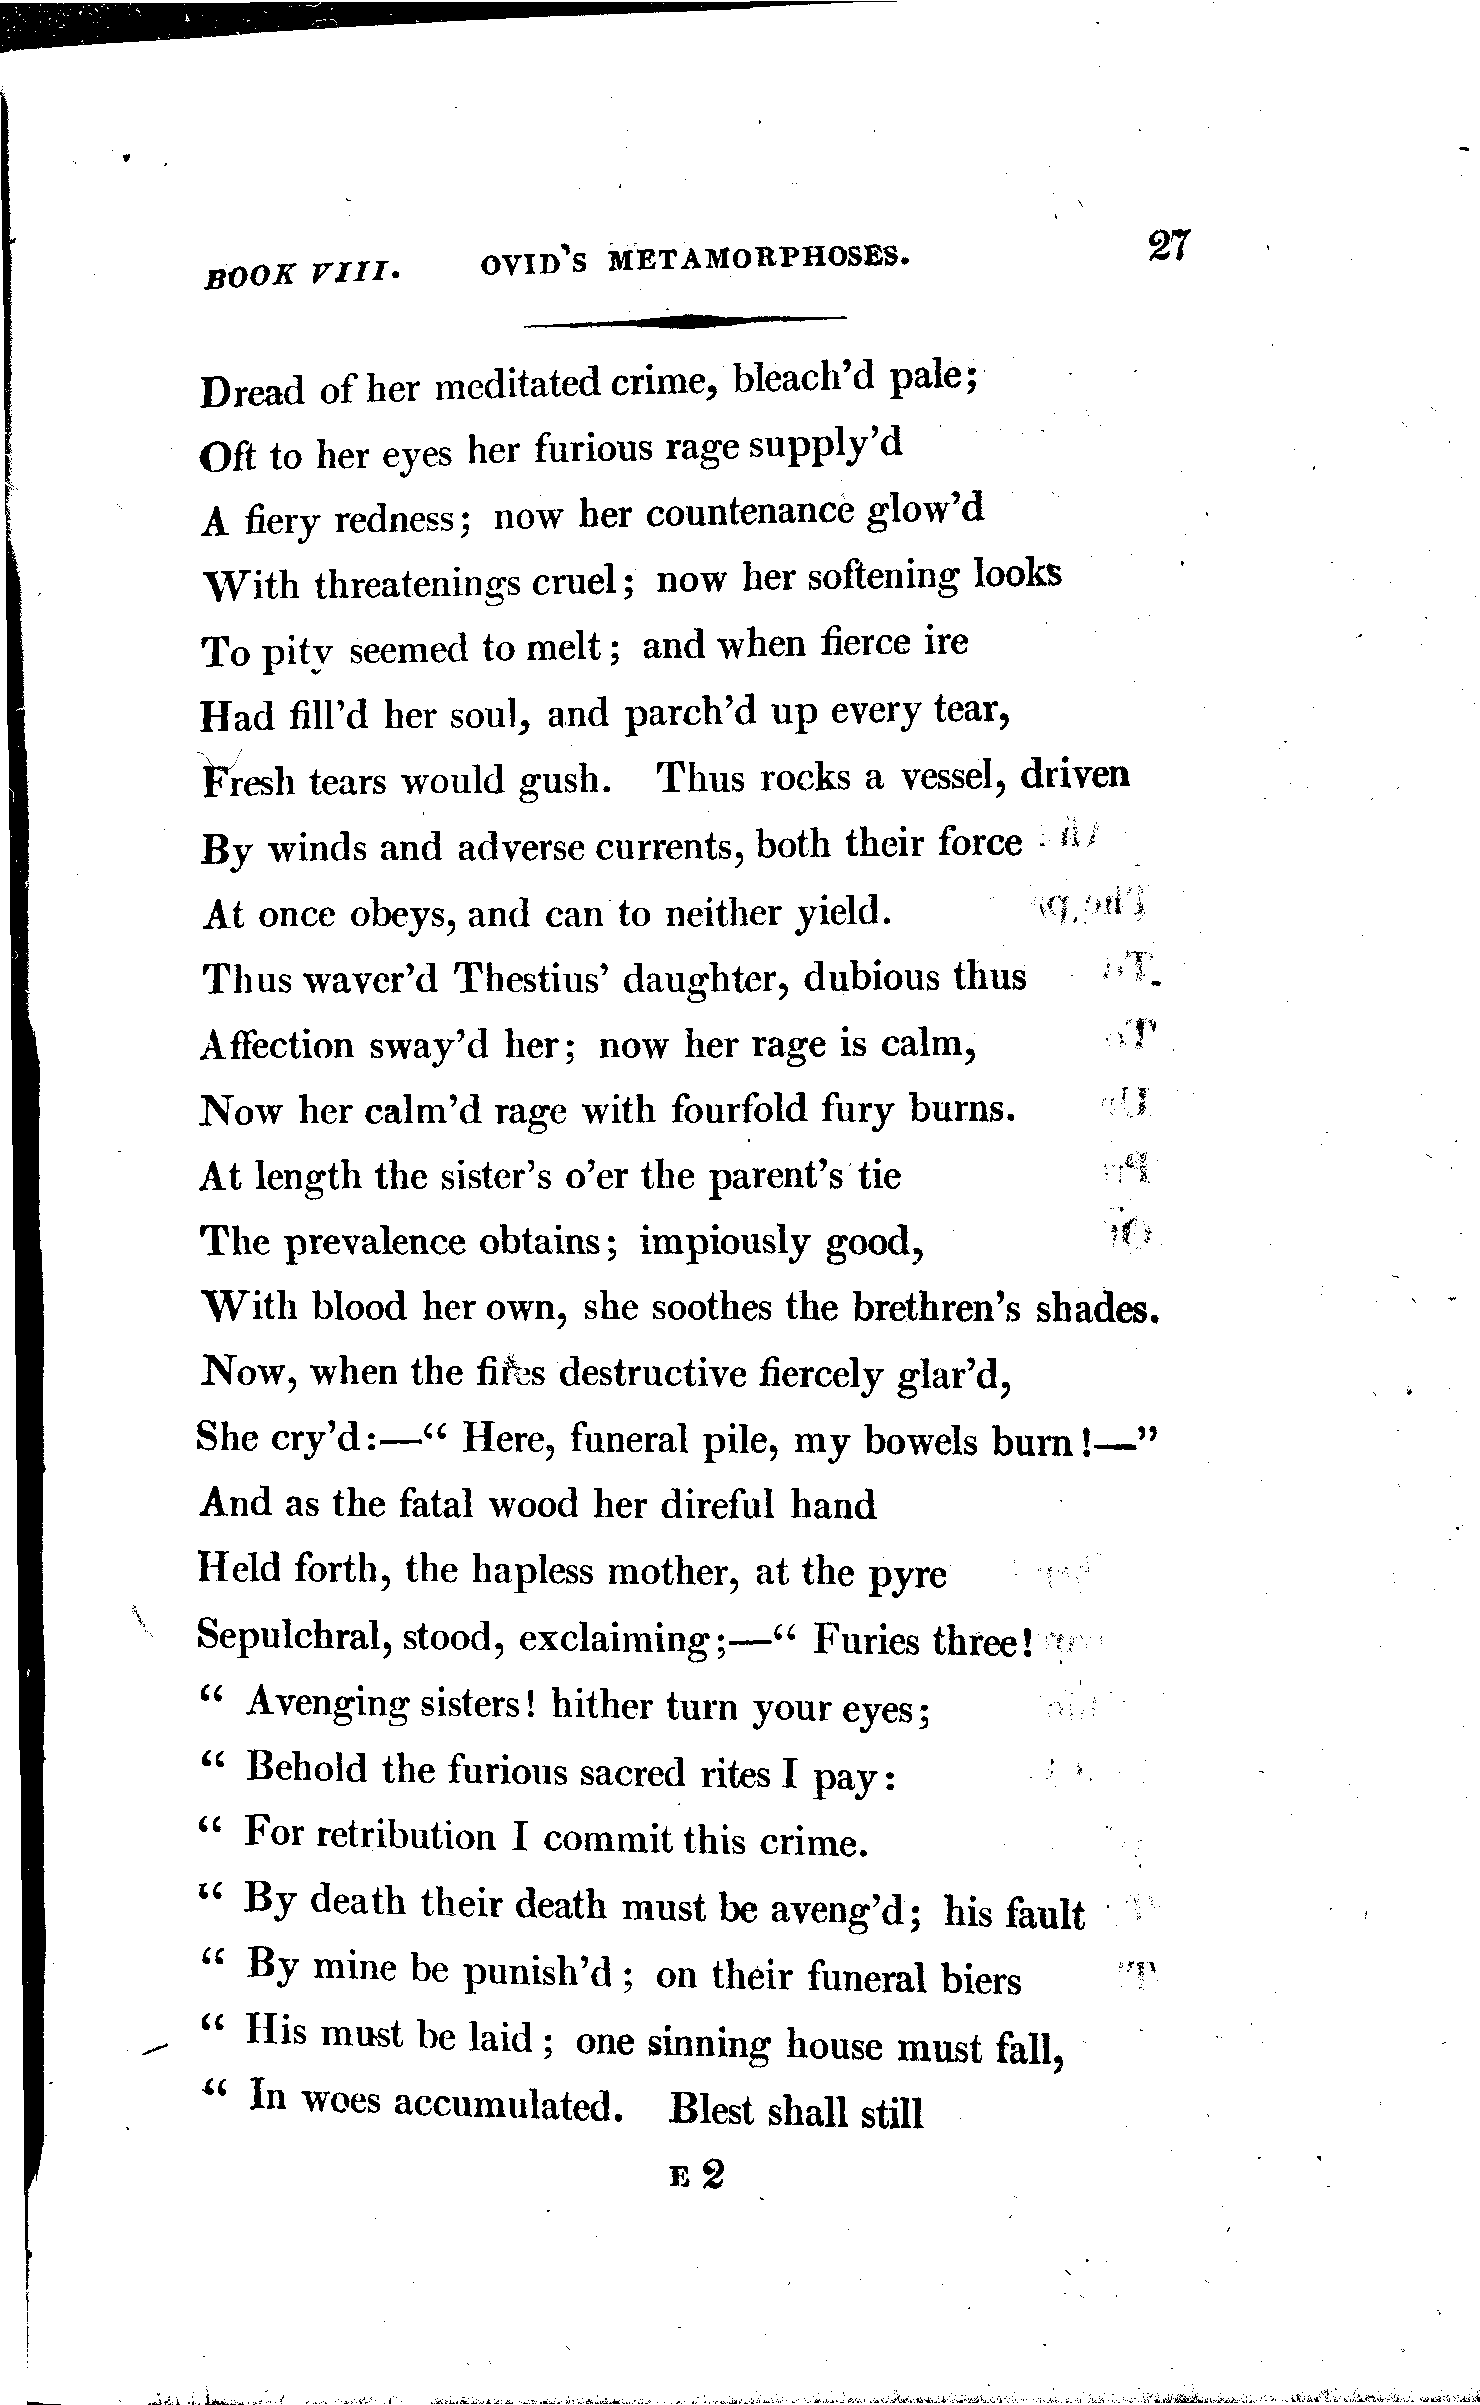 BOOK VIII. OVID'S METAMORPHOSES. 27
Dread of her meditated crime, bleach'd pale;
Oft to her eyes her furious rage supply'd
A fiery redness; now her countenance glow'd
With threatenings cruel; now her softening looks
To pity seemed to melt; and when fierce ire
Had fill'd her soul, and parch'd up every tear,
Fresh tears would gush. Thus rocks a vessel, driven
By winds and adverse currents, both their force
At once obeys, and can to neither yield.
Thus waver'd Thestius' daughter, dubious thus
Affection sway'd her; now her rage is calm,
Now her calm'd rage with fourfold fury burns.
At length the sister's o'er the parent's tie
The prevalence obtains; impiously good,
With blood her own, she soothes the brethren's shades.
Now, when the fires destructive fiercely glar'd,
She cry'd:—“ Here, funeral pile, my bowels burn!—”
And as the fatal wood her direful hand
Held forth, the hapless mother, at the pyre
Sepulchral, stood, exclaiming;—“ Furies three!
“ Avenging sisters! hither turn your eyes;
“ Behold the furious sacred rites I pay:
“ For retribution I commit this crime.
“ By death their death must be aveng'd; his fault
“ By mine be punish'd; on their funeral biers
“ His must be laid; one sinning house must fall,
“ In woes accumulated. Blest shall still
E 2